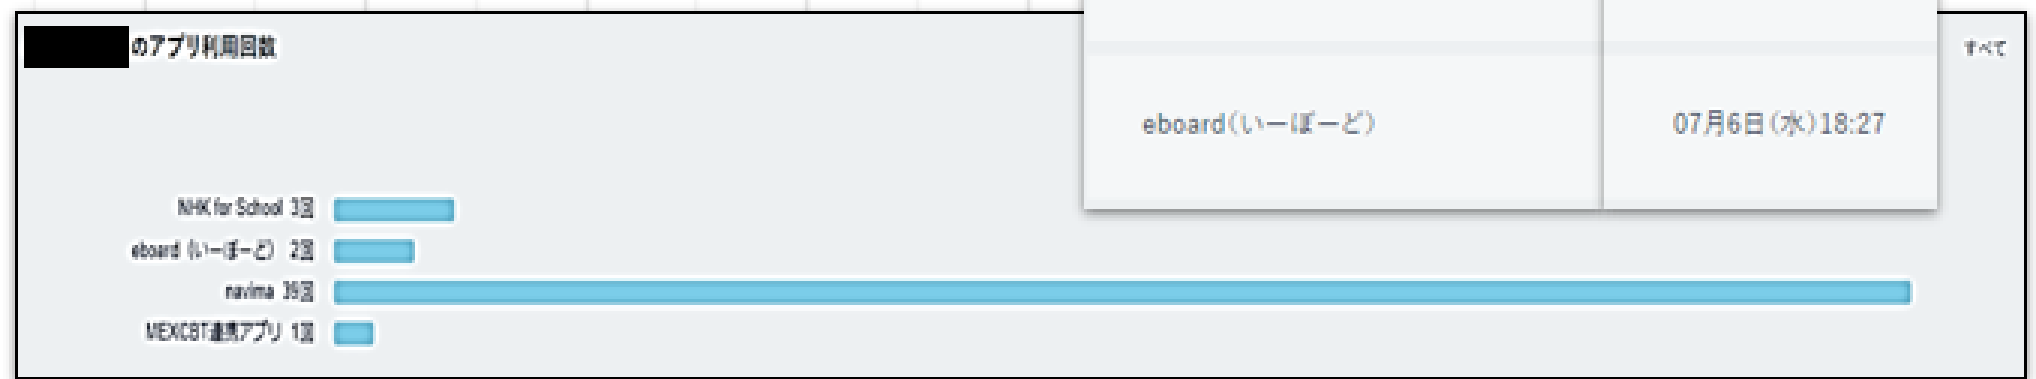 のアプリ利用回数
すべて
eboard(いーぼーど) 07月6日(水)18:27
NHK for School 3回
eboard (いーぼーど) 2回
navima 39回
MEXCBT連携アプリ 1回